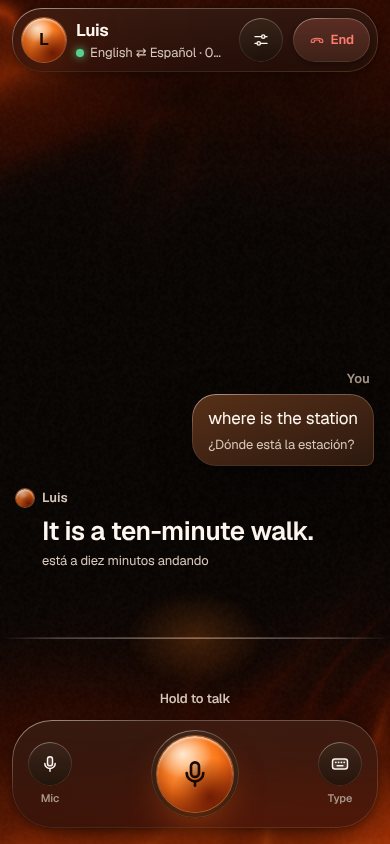 L
Luis
English ⇄ Español · 0...
End
You
where is the station
¿Dónde está la estación?
Luis
It is a ten-minute walk.
está a diez minutos andando
Hold to talk
Mic
Type